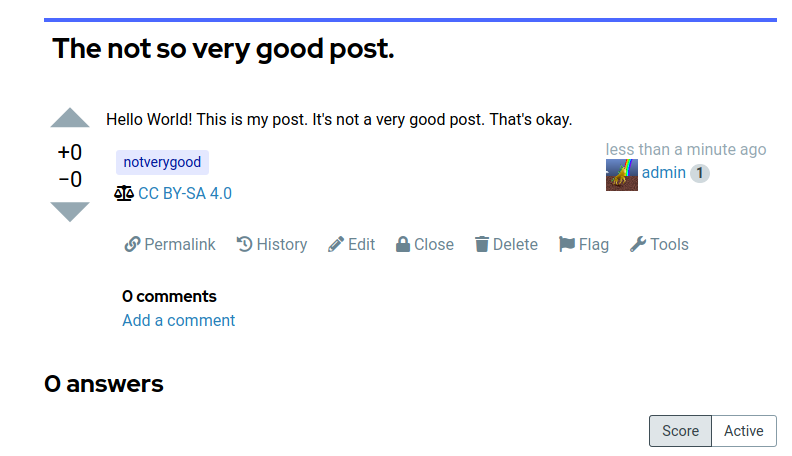 The not so very good post.
Hello World! This is my post. It's not a very good post. That's okay.
+0
−0
notverygood
less than a minute ago
admin 1
CC BY-SA 4.0
Permalink History Edit Close Delete Flag Tools
0 comments
Add a comment
0 answers
Score Active